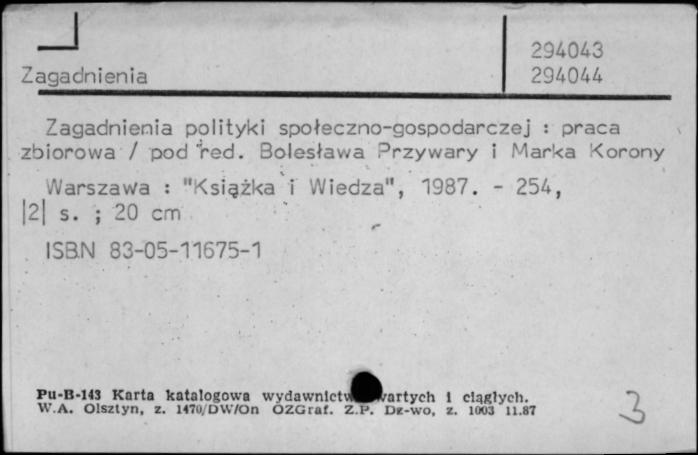 294043
Zagadnienia 294044
Zagadnienia polityki społeczno-gospodarczej : praca
zbiorowa / pod red. Bolesława Przywary i Marka Korony
Warszawa : "Książka i Wiedza", 1987. - 254,
|2| s. ; 20 cm
ISBN 83-05-11675-1
Pu-B-143 Karta katalogowa wydawnictw zwartych i ciągłych.
W.A. Olsztyn, z. 1470/DW/On OZGraf. Z.P. Dz-wo, z. 1003 11.87
3